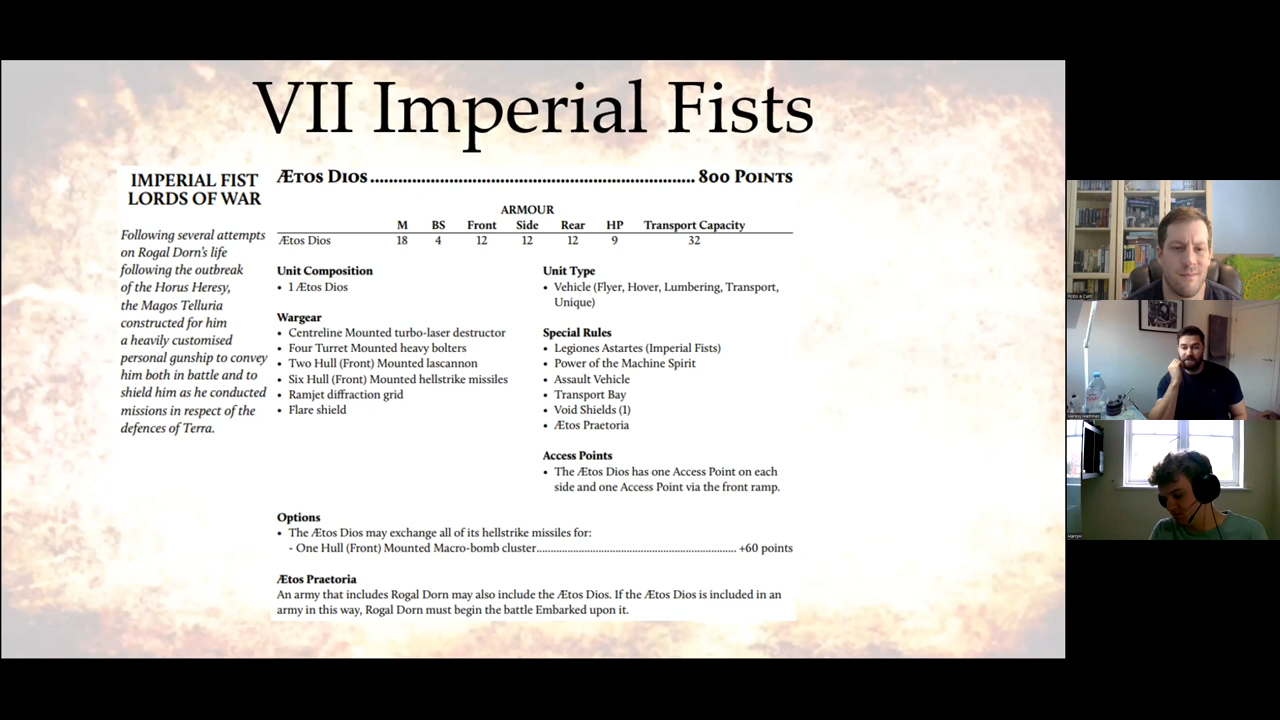 VII Imperial Fists
IMPERIAL FIST
LORDS OF WAR
Following several attempts
on Rogal Dorn's life
following the outbreak
of the Horus Heresy,
the Magos Telluria
constructed for him
a heavily customised
personal gunship to convey
him both in battle and to
shield him as he conducted
missions in respect of the
defences of Terra.
ÆTOS DIOS........................................................................ 800 POINTS
ARMOUR
M BS Front Side Rear HP Transport Capacity
Ætos Dios 18 4 12 12 12 9 32
Unit Composition
• 1 Ætos Dios
Wargear
• Centreline Mounted turbo-laser destructor
• Four Turret Mounted heavy bolters
• Two Hull (Front) Mounted lascannon
• Six Hull (Front) Mounted hellstrike missiles
• Ramjet diffraction grid
• Flare shield
Unit Type
• Vehicle (Flyer, Hover, Lumbering, Transport,
Unique)
Special Rules
• Legiones Astartes (Imperial Fists)
• Power of the Machine Spirit
• Assault Vehicle
• Transport Bay
• Void Shields (1)
• Ætos Praetoria
Access Points
• The Ætos Dios has one Access Point on each
side and one Access Point via the front ramp.
Options
• The Ætos Dios may exchange all of its hellstrike missiles for:
- One Hull (Front) Mounted Macro-bomb cluster........................................................................ +60 points
Ætos Praetoria
An army that includes Rogal Dorn may also include the Ætos Dios. If the Ætos Dios is included in an
army in this way, Rogal Dorn must begin the battle Embarked upon it.
Heresy Hammer